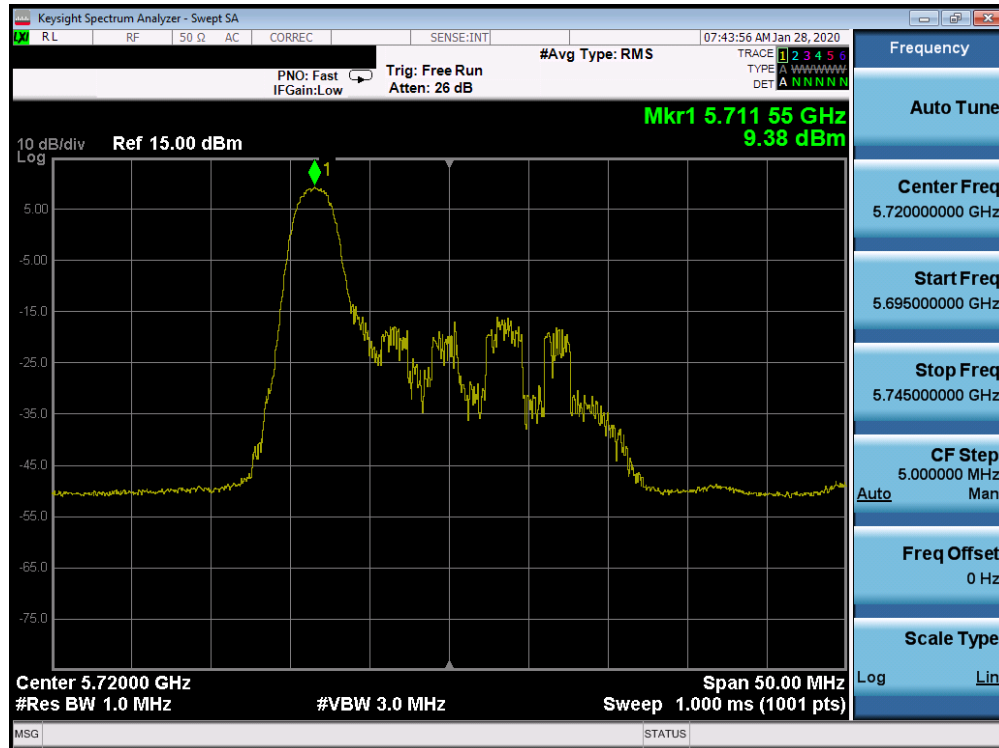 Keysight Spectrum Analyzer - Swept SA
LXI RL RF 50 Ω AC CORREC SENSE:INT 07:43:56 AM Jan 28, 2020
#Avg Type: RMS
TRACE 1 2 3 4 5 6
TYPE A WWWWW
DET A N N N N N
PNO: Fast
IFGain:Low
Trig: Free Run
Atten: 26 dB
Mkr1 5.711 55 GHz
9.38 dBm
10 dB/div Ref 15.00 dBm
Log
1
5.00
-5.00
-15.0
-25.0
-35.0
-45.0
-55.0
-65.0
-75.0
Center 5.72000 GHz Span 50.00 MHz
#Res BW 1.0 MHz #VBW 3.0 MHz Sweep 1.000 ms (1001 pts)
MSG STATUS
Frequency
Auto Tune
Center Freq
5.720000000 GHz
Start Freq
5.695000000 GHz
Stop Freq
5.745000000 GHz
CF Step
5.000000 MHz
Auto Man
Freq Offset
0 Hz
Scale Type
Log Lin